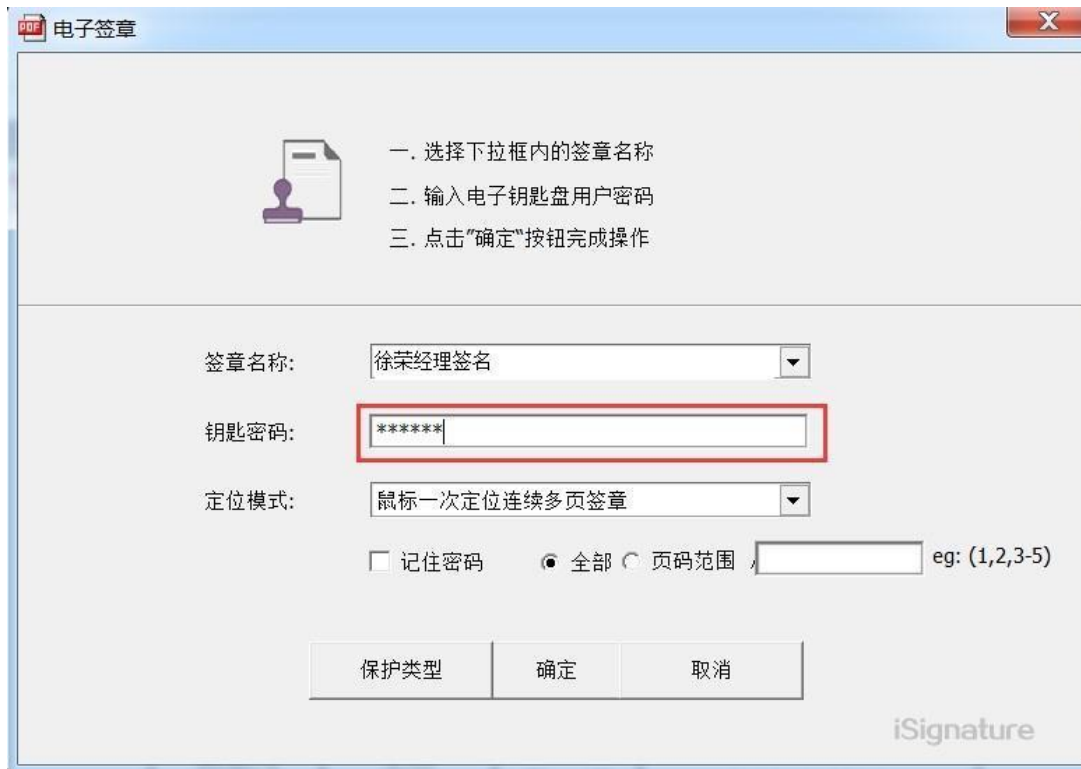 PDF 电子签章
一. 选择下拉框内的签章名称
二. 输入电子钥匙盘用户密码
三. 点击"确定"按钮完成操作
签章名称: 徐荣经理签名
钥匙密码: ******
定位模式: 鼠标一次定位连续多页签章
记住密码 全部 页码范围 eg: (1,2,3-5)
保护类型 确定 取消
iSignature